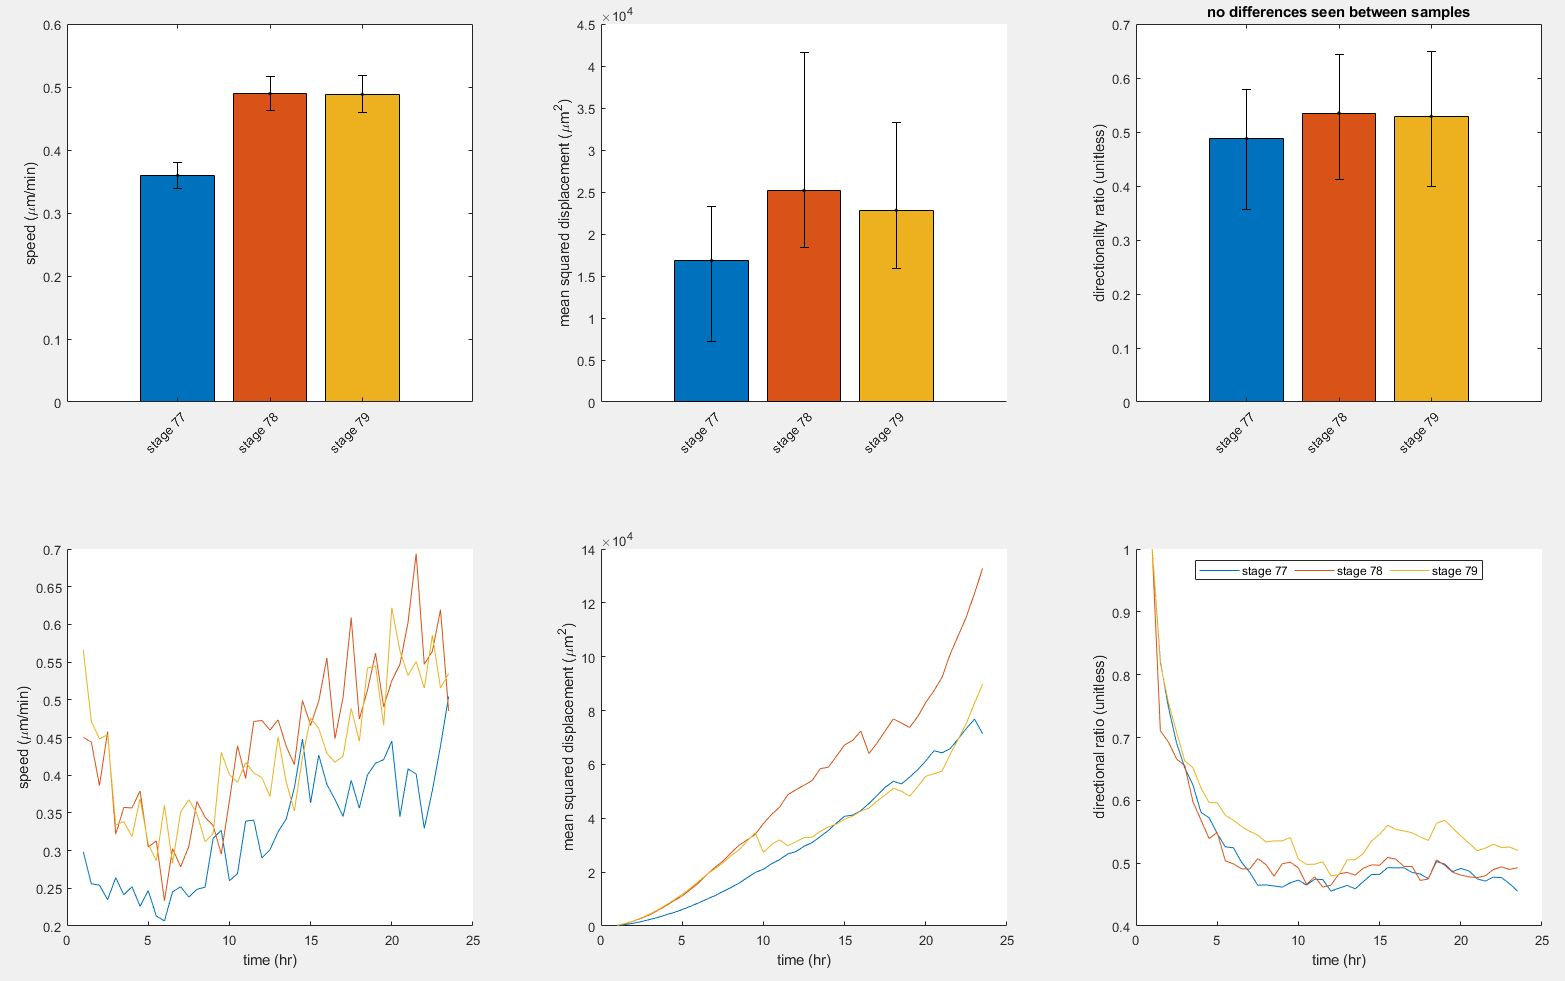 no differences seen between samples
0.6
0.5
0.4
0.3
0.2
0.1
0
speed (μm/min)
stage 77
stage 78
stage 79
×10⁴
4.5
4
3.5
3
2.5
2
1.5
1
0.5
0
mean squared displacement (μm²)
stage 77
stage 78
stage 79
0.7
0.6
0.5
0.4
0.3
0.2
0.1
0
directionality ratio (unitless)
stage 77
stage 78
stage 79
0.7
0.65
0.6
0.55
0.5
0.45
0.4
0.35
0.3
0.25
0.2
speed (μm/min)
0 5 10 15 20 25
time (hr)
×10⁴
14
12
10
8
6
4
2
0
mean squared displacement (μm²)
0 5 10 15 20 25
time (hr)
1
0.9
0.8
0.7
0.6
0.5
0.4
directional ratio (unitless)
stage 77 stage 78 stage 79
0 5 10 15 20 25
time (hr)